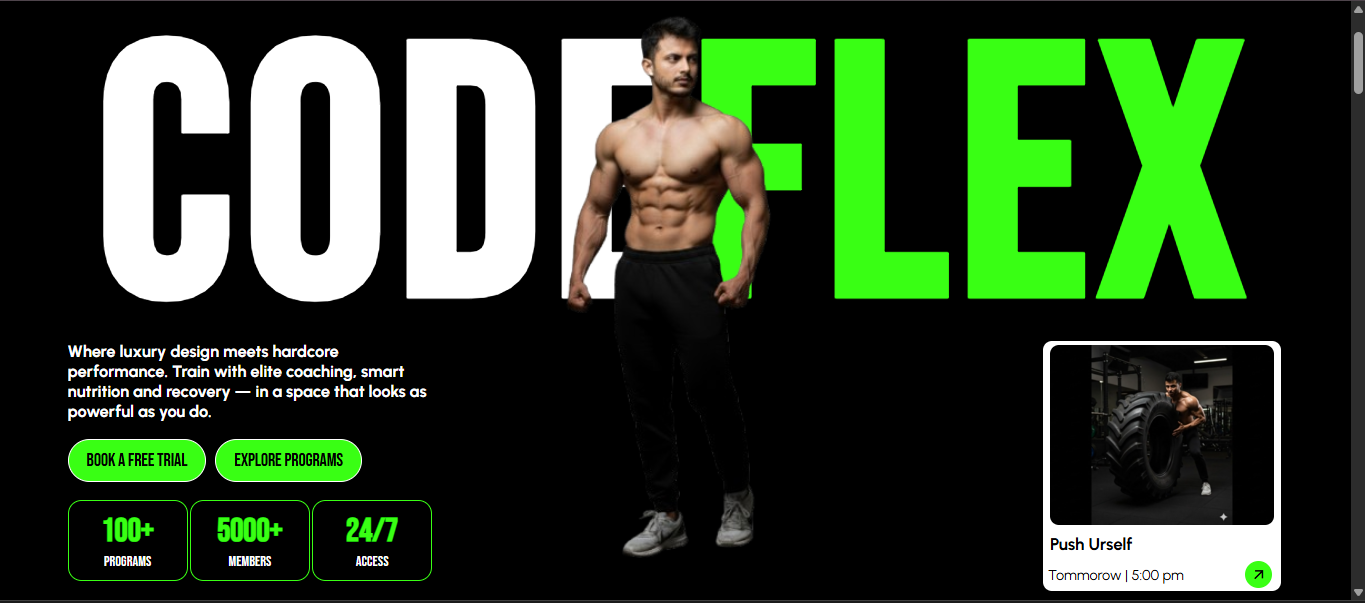 CODEFLEX
Where luxury design meets hardcore
performance. Train with elite coaching, smart
nutrition and recovery — in a space that looks as
powerful as you do.
BOOK A FREE TRIAL
EXPLORE PROGRAMS
100+
PROGRAMS
5000+
MEMBERS
24/7
ACCESS
Push Urself
Tommorow | 5:00 pm